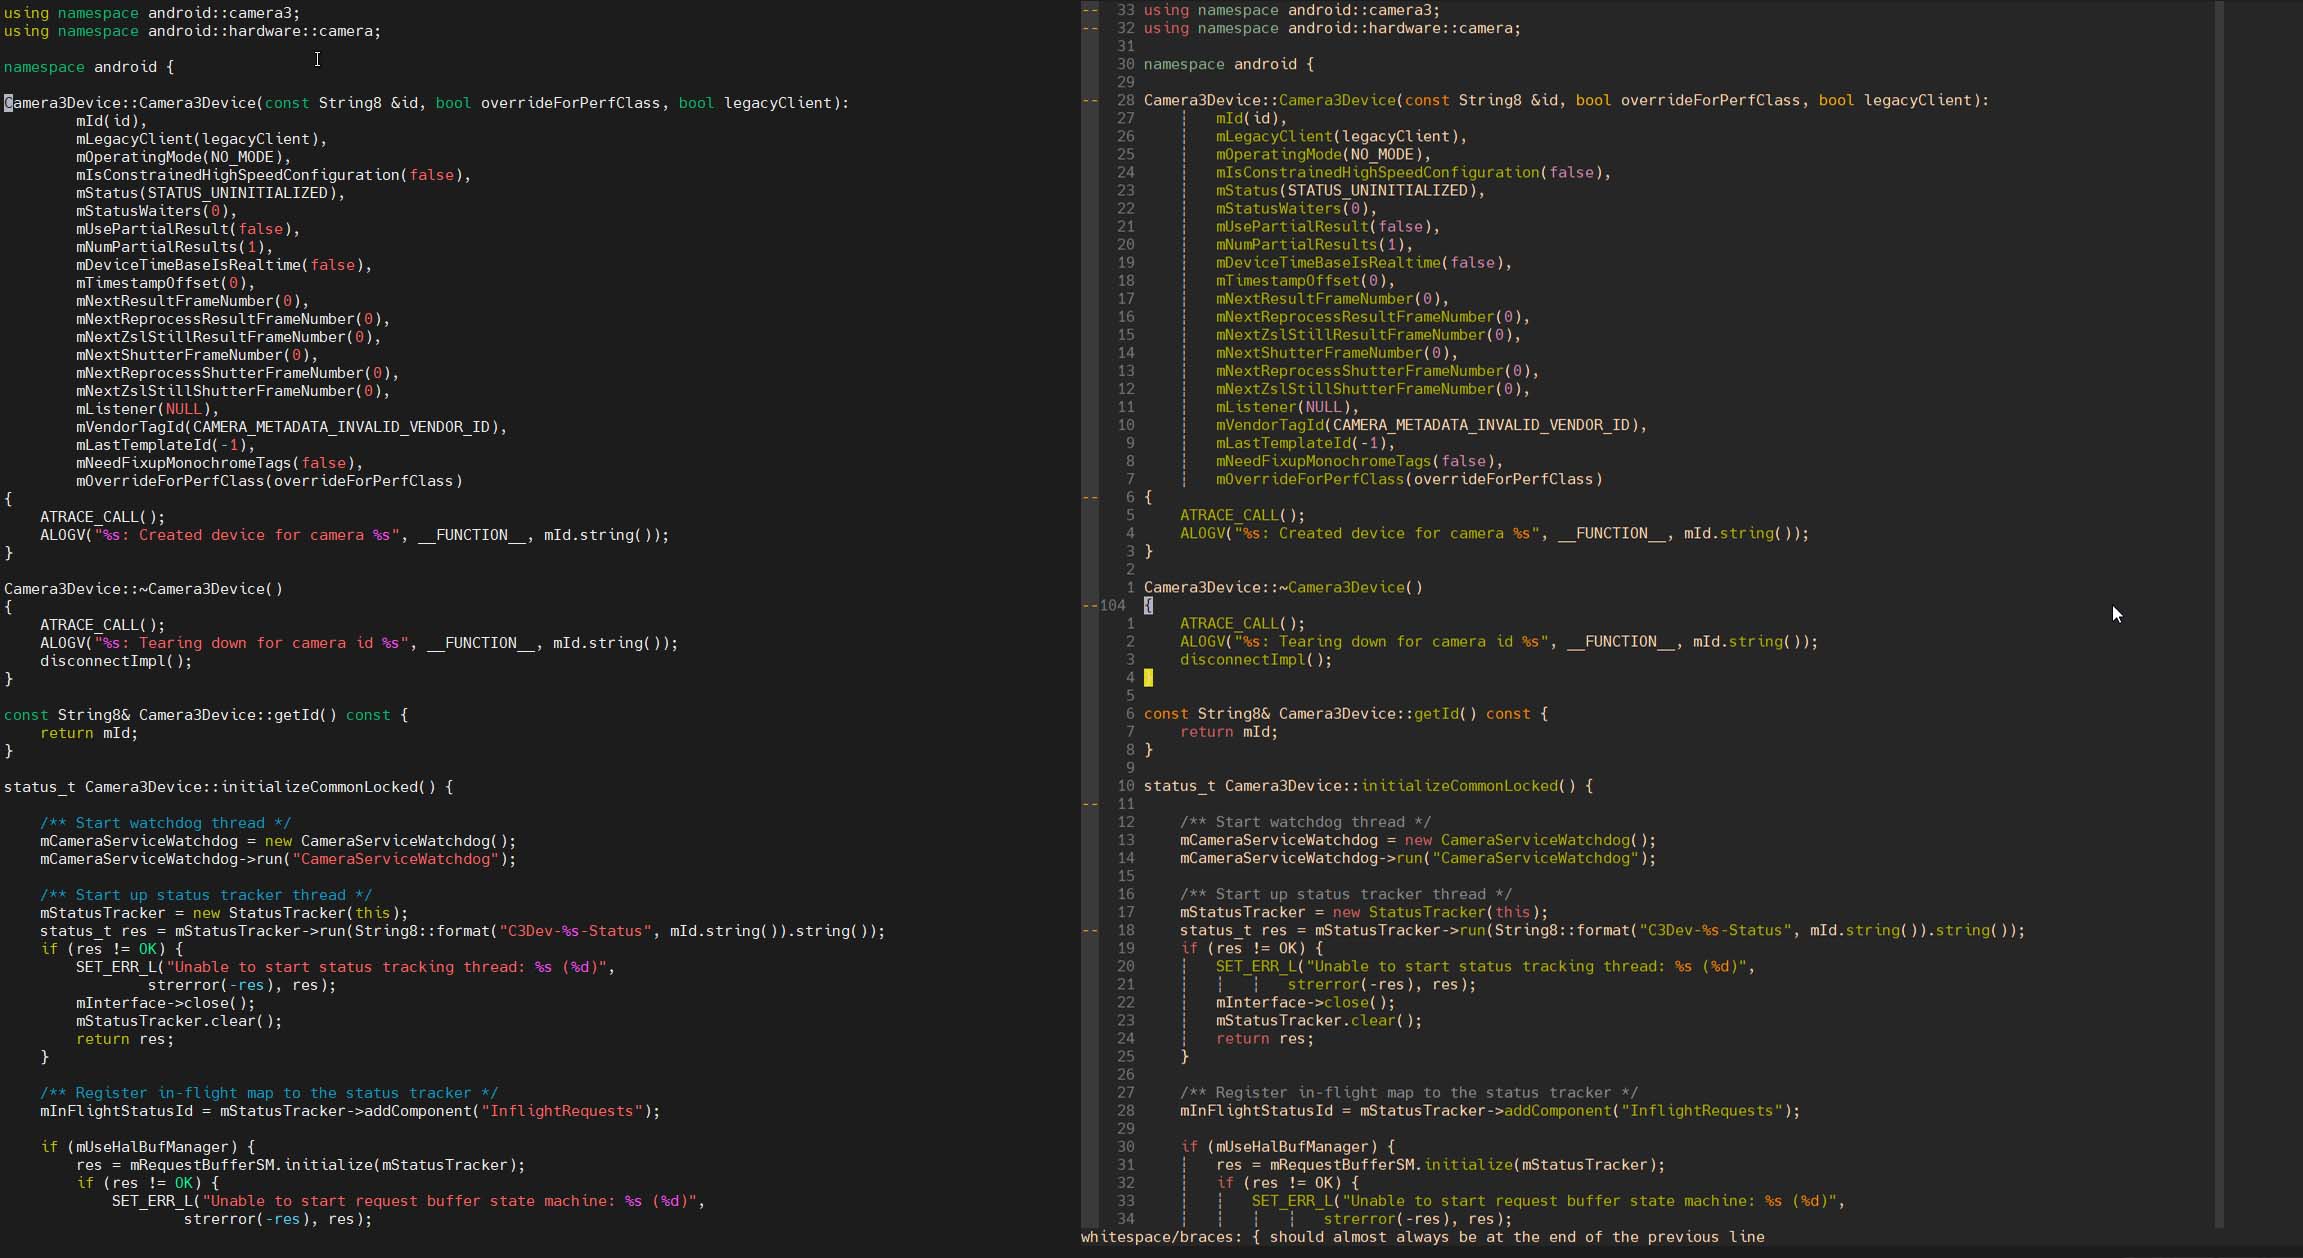 using namespace android::camera3;
using namespace android::hardware::camera;

namespace android {

Camera3Device::Camera3Device(const String8 &id, bool overrideForPerfClass, bool legacyClient):
        mId(id),
        mLegacyClient(legacyClient),
        mOperatingMode(NO_MODE),
        mIsConstrainedHighSpeedConfiguration(false),
        mStatus(STATUS_UNINITIALIZED),
        mStatusWaiters(0),
        mUsePartialResult(false),
        mNumPartialResults(1),
        mDeviceTimeBaseIsRealtime(false),
        mTimestampOffset(0),
        mNextResultFrameNumber(0),
        mNextReprocessResultFrameNumber(0),
        mNextZslStillResultFrameNumber(0),
        mNextShutterFrameNumber(0),
        mNextReprocessShutterFrameNumber(0),
        mNextZslStillShutterFrameNumber(0),
        mListener(NULL),
        mVendorTagId(CAMERA_METADATA_INVALID_VENDOR_ID),
        mLastTemplateId(-1),
        mNeedFixupMonochromeTags(false),
        mOverrideForPerfClass(overrideForPerfClass)
{
    ATRACE_CALL();
    ALOGV("%s: Created device for camera %s", __FUNCTION__, mId.string());
}

Camera3Device::~Camera3Device()
{
    ATRACE_CALL();
    ALOGV("%s: Tearing down for camera id %s", __FUNCTION__, mId.string());
    disconnectImpl();
}

const String8& Camera3Device::getId() const {
    return mId;
}

status_t Camera3Device::initializeCommonLocked() {

    /** Start watchdog thread */
    mCameraServiceWatchdog = new CameraServiceWatchdog();
    mCameraServiceWatchdog->run("CameraServiceWatchdog");

    /** Start up status tracker thread */
    mStatusTracker = new StatusTracker(this);
    status_t res = mStatusTracker->run(String8::format("C3Dev-%s-Status", mId.string()).string());
    if (res != OK) {
        SET_ERR_L("Unable to start status tracking thread: %s (%d)",
                strerror(-res), res);
        mInterface->close();
        mStatusTracker.clear();
        return res;
    }

    /** Register in-flight map to the status tracker */
    mInFlightStatusId = mStatusTracker->addComponent("InflightRequests");

    if (mUseHalBufManager) {
        res = mRequestBufferSM.initialize(mStatusTracker);
        if (res != OK) {
            SET_ERR_L("Unable to start request buffer state machine: %s (%d)",
                    strerror(-res), res);
-- 33 using namespace android::camera3;
-- 32 using namespace android::hardware::camera;
31
30 namespace android {
29
-- 28 Camera3Device::Camera3Device(const String8 &id, bool overrideForPerfClass, bool legacyClient):
27         mId(id),
26         mLegacyClient(legacyClient),
25         mOperatingMode(NO_MODE),
24         mIsConstrainedHighSpeedConfiguration(false),
23         mStatus(STATUS_UNINITIALIZED),
22         mStatusWaiters(0),
21         mUsePartialResult(false),
20         mNumPartialResults(1),
19         mDeviceTimeBaseIsRealtime(false),
18         mTimestampOffset(0),
17         mNextResultFrameNumber(0),
16         mNextReprocessResultFrameNumber(0),
15         mNextZslStillResultFrameNumber(0),
14         mNextShutterFrameNumber(0),
13         mNextReprocessShutterFrameNumber(0),
12         mNextZslStillShutterFrameNumber(0),
11         mListener(NULL),
10         mVendorTagId(CAMERA_METADATA_INVALID_VENDOR_ID),
9         mLastTemplateId(-1),
8         mNeedFixupMonochromeTags(false),
7         mOverrideForPerfClass(overrideForPerfClass)
-- 6 {
5     ATRACE_CALL();
4     ALOGV("%s: Created device for camera %s", __FUNCTION__, mId.string());
3 }
2
1 Camera3Device::~Camera3Device()
--104 {
1     ATRACE_CALL();
2     ALOGV("%s: Tearing down for camera id %s", __FUNCTION__, mId.string());
3     disconnectImpl();
4
5
6 const String8& Camera3Device::getId() const {
7     return mId;
8 }
9
10 status_t Camera3Device::initializeCommonLocked() {
-- 11
12     /** Start watchdog thread */
13     mCameraServiceWatchdog = new CameraServiceWatchdog();
14     mCameraServiceWatchdog->run("CameraServiceWatchdog");
15
16     /** Start up status tracker thread */
17     mStatusTracker = new StatusTracker(this);
-- 18     status_t res = mStatusTracker->run(String8::format("C3Dev-%s-Status", mId.string()).string());
19     if (res != OK) {
20         SET_ERR_L("Unable to start status tracking thread: %s (%d)",
21                 strerror(-res), res);
22         mInterface->close();
23         mStatusTracker.clear();
24         return res;
25     }
26
27     /** Register in-flight map to the status tracker */
28     mInFlightStatusId = mStatusTracker->addComponent("InflightRequests");
29
30     if (mUseHalBufManager) {
31         res = mRequestBufferSM.initialize(mStatusTracker);
32         if (res != OK) {
33             SET_ERR_L("Unable to start request buffer state machine: %s (%d)",
34                     strerror(-res), res);
whitespace/braces: { should almost always be at the end of the previous line